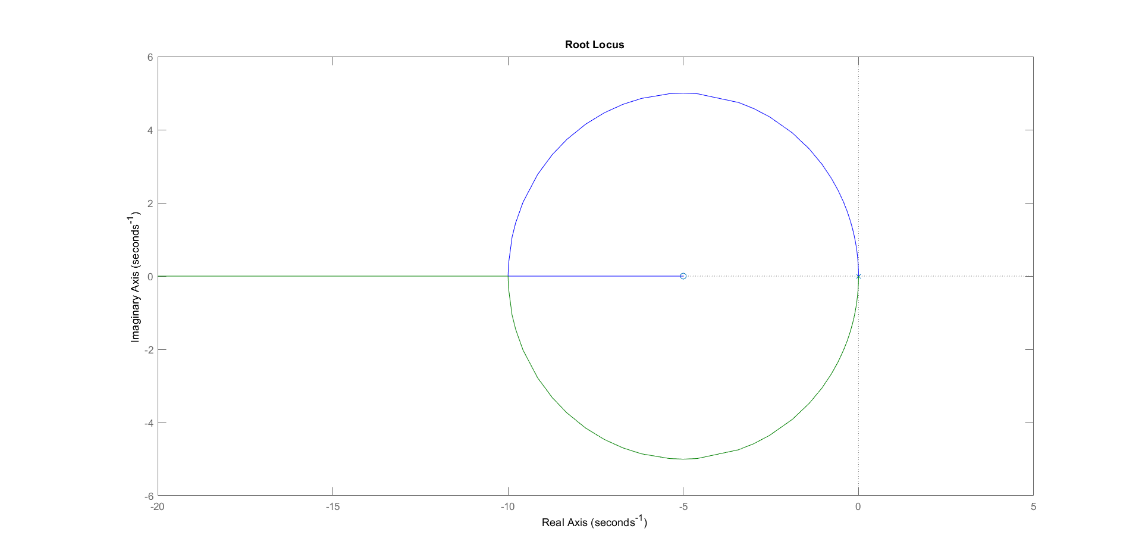 Root Locus
6
4
2
0
-2
-4
-6
Imaginary Axis (seconds⁻¹)
-20 -15 -10 -5 0 5
Real Axis (seconds⁻¹)